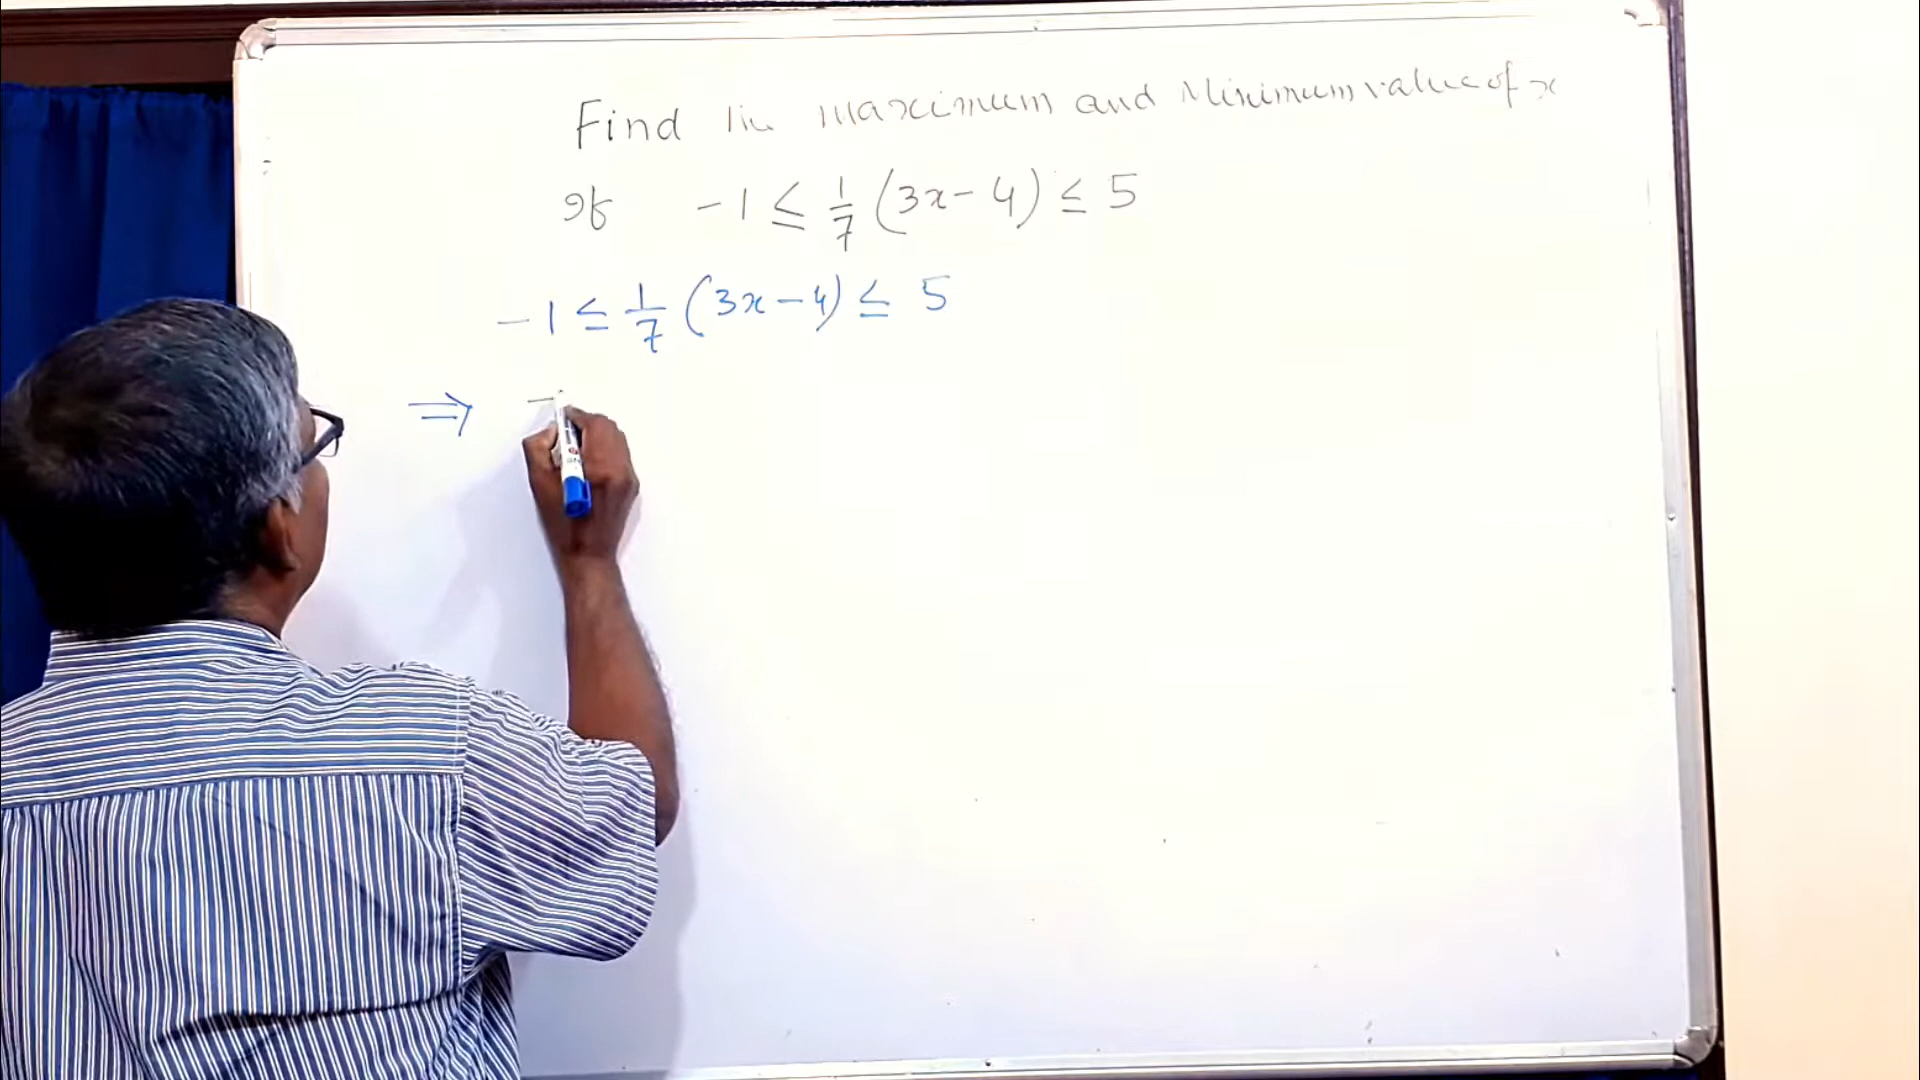 Find the maximum and Minimum value of x
If -1 ≤ 1/7 (3x - 4) ≤ 5
-1 ≤ 1/7 (3x - 4) ≤ 5
⇒ -